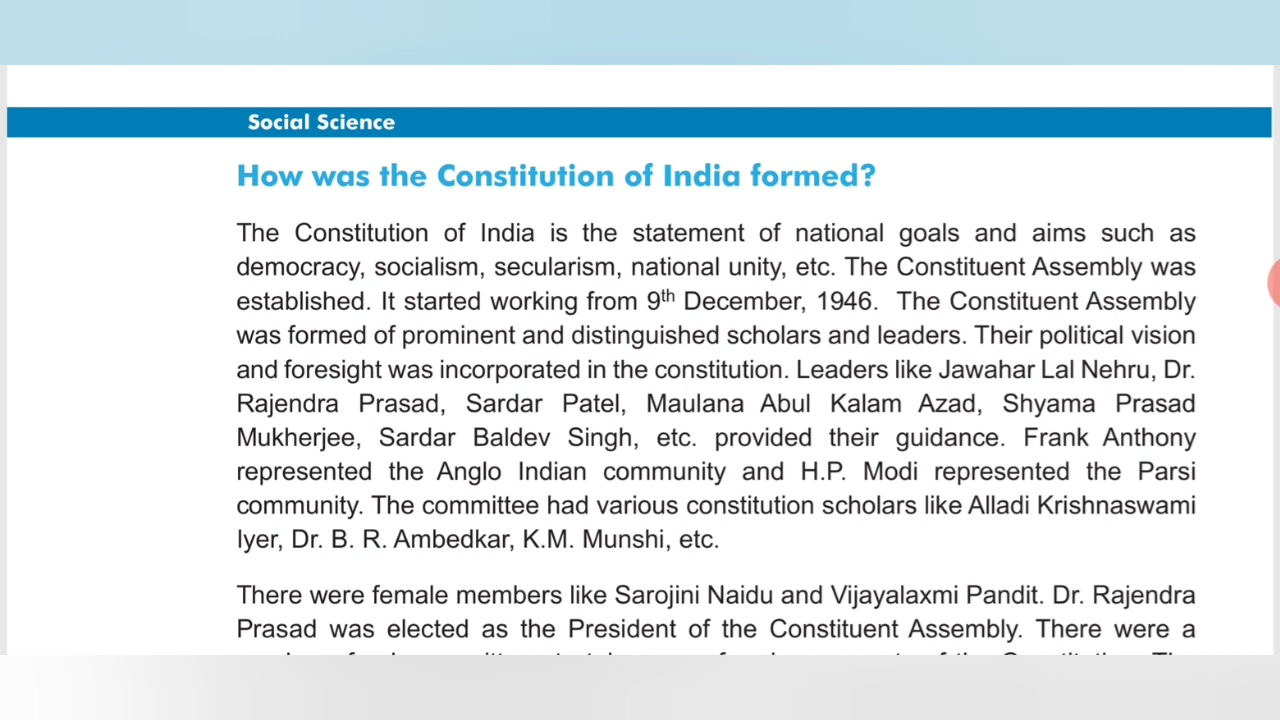 Social Science
How was the Constitution of India formed?
The Constitution of India is the statement of national goals and aims such as
democracy, socialism, secularism, national unity, etc. The Constituent Assembly was
established. It started working from 9th December, 1946. The Constituent Assembly
was formed of prominent and distinguished scholars and leaders. Their political vision
and foresight was incorporated in the constitution. Leaders like Jawahar Lal Nehru, Dr.
Rajendra Prasad, Sardar Patel, Maulana Abul Kalam Azad, Shyama Prasad
Mukherjee, Sardar Baldev Singh, etc. provided their guidance. Frank Anthony
represented the Anglo Indian community and H.P. Modi represented the Parsi
community. The committee had various constitution scholars like Alladi Krishnaswami
Iyer, Dr. B. R. Ambedkar, K.M. Munshi, etc.
There were female members like Sarojini Naidu and Vijayalaxmi Pandit. Dr. Rajendra
Prasad was elected as the President of the Constituent Assembly. There were a